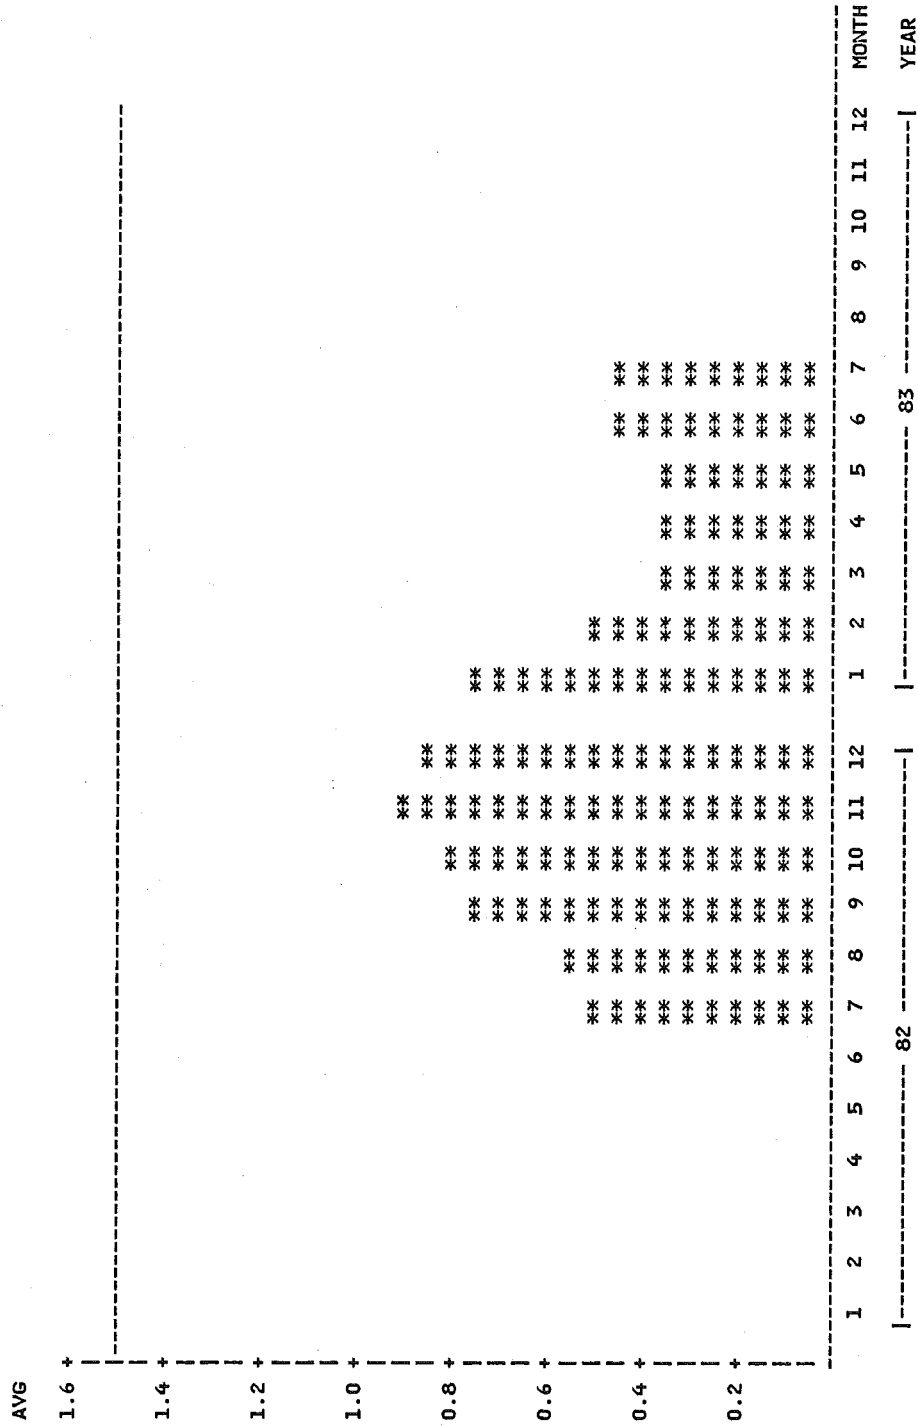 AVG
1.6
1.4
1.2
1.0
0.8
0.6
0.4
0.2
1 2 3 4 5 6 7 8 9 10 11 12 1 2 3 4 5 6 7 8 9 10 11 12 MONTH
|---------- 82 ----------| |---------- 83 ----------| YEAR